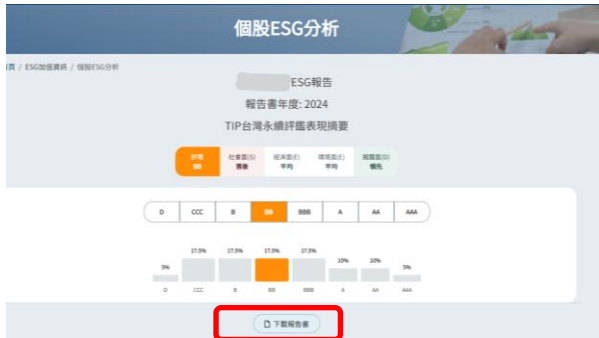 個股ESG分析
頁 / ESG加值資訊 / 個股ESG分析
ESG報告
報告書年度: 2024
TIP台灣永續評鑑表現摘要
評等 社會面(S) 經濟面(E) 環境面(E) 揭露面(D)
BB 落後 平均 平均 領先
D CCC B BB BBB A AA AAA
5% 17.5% 17.5% 17.5% 17.5% 10% 10% 5%
D CCC B BB BBB A AA AAA
下載報告書